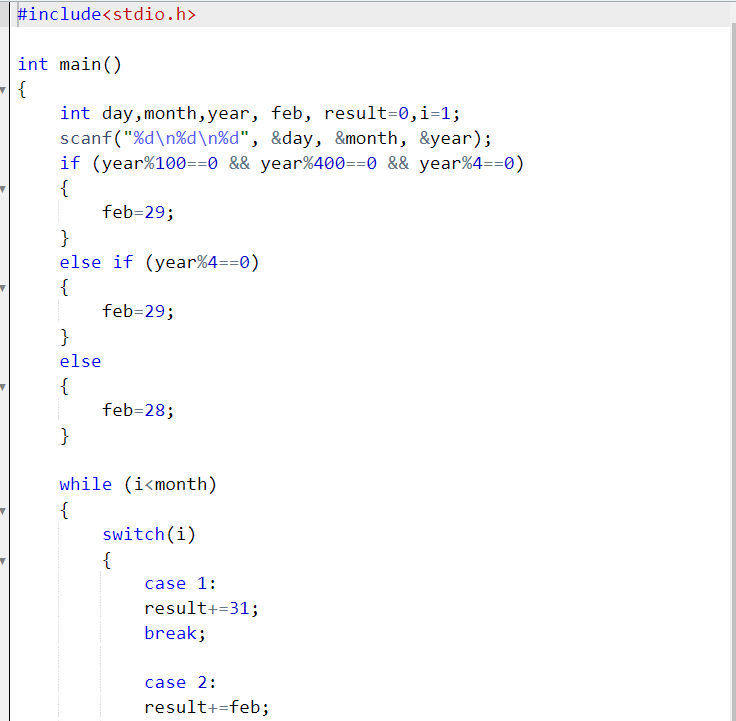 #include<stdio.h>
int main()
{
int day,month,year, feb, result=0,i=1;
scanf("%d\n%d\n%d", &day, &month, &year);
if (year%100==0 && year%400==0 && year%4==0)
{
feb=29;
}
else if (year%4==0)
{
feb=29;
}
else
{
feb=28;
}
while (i<month)
{
switch(i)
{
case 1:
result+=31;
break;
case 2:
result+=feb;